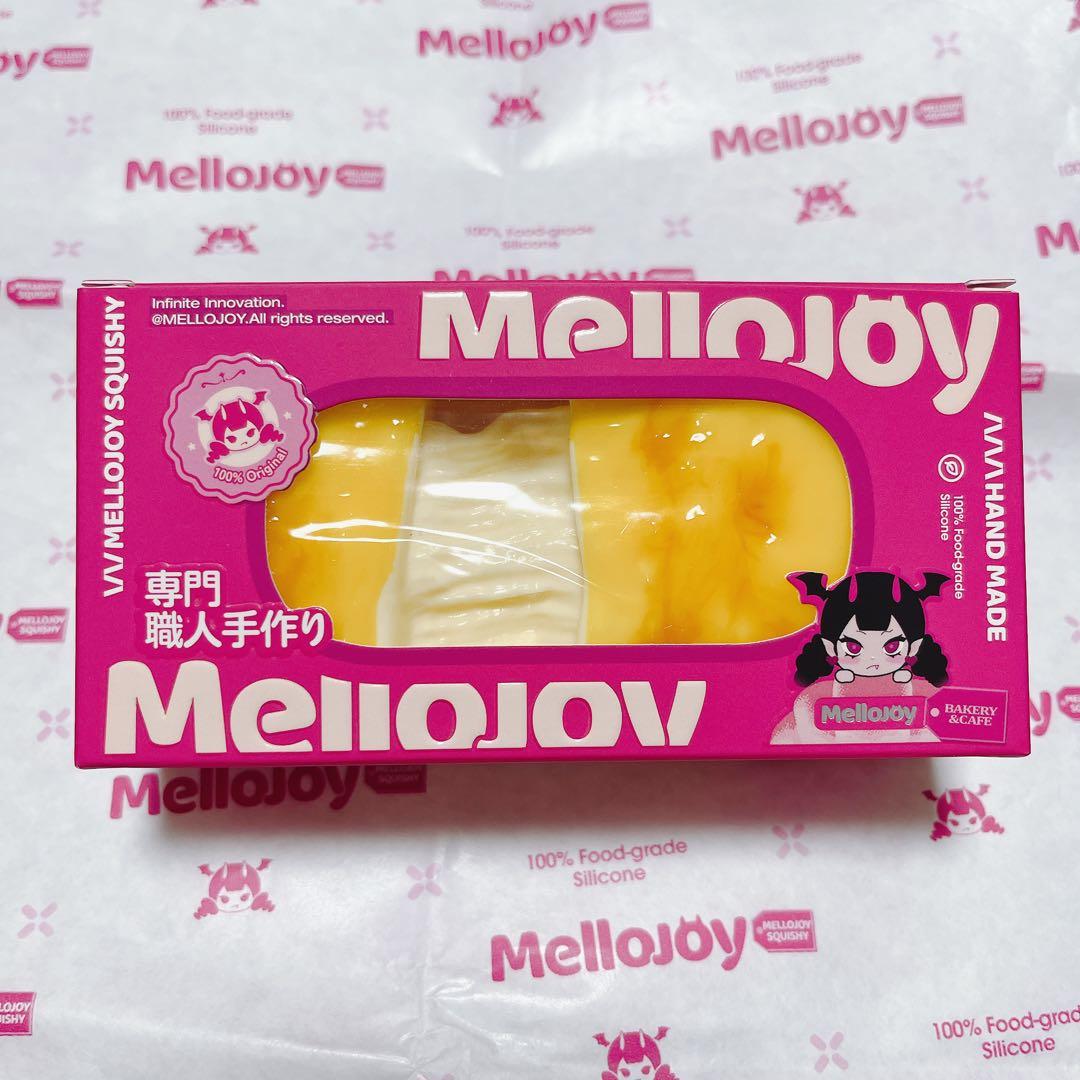 MelloJoy
MELLOJOY
SQUISHY
100% Food-grade
Silicone
MelloJoy
100% Food-grade
Silicone
MelloJoy
100% Food-grade
Silicone
MelloJoy
MELLOJOY
SQUISHY
Infinite Innovation.
@MELLOJOY.All rights reserved.
MelloJoy
MELLOJOY SQUISHY
100% Original
HAND MADE
100% Food-grade
Silicone
専門
職人手作り
MelloJoy
MelloJoy
BAKERY
&CAFE
MELLOJOY
SQUISHY
MelloJoy
100% Food-grade
Silicone
MelloJoy
MELLOJOY
SQUISHY
100% Food-grade
Silicone